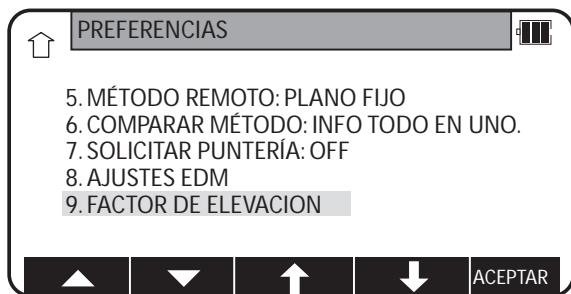 PREFERENCIAS
5. MÉTODO REMOTO: PLANO FIJO
6. COMPARAR MÉTODO: INFO TODO EN UNO.
7. SOLICITAR PUNTERÍA: OFF
8. AJUSTES EDM
9. FACTOR DE ELEVACION
ACEPTAR